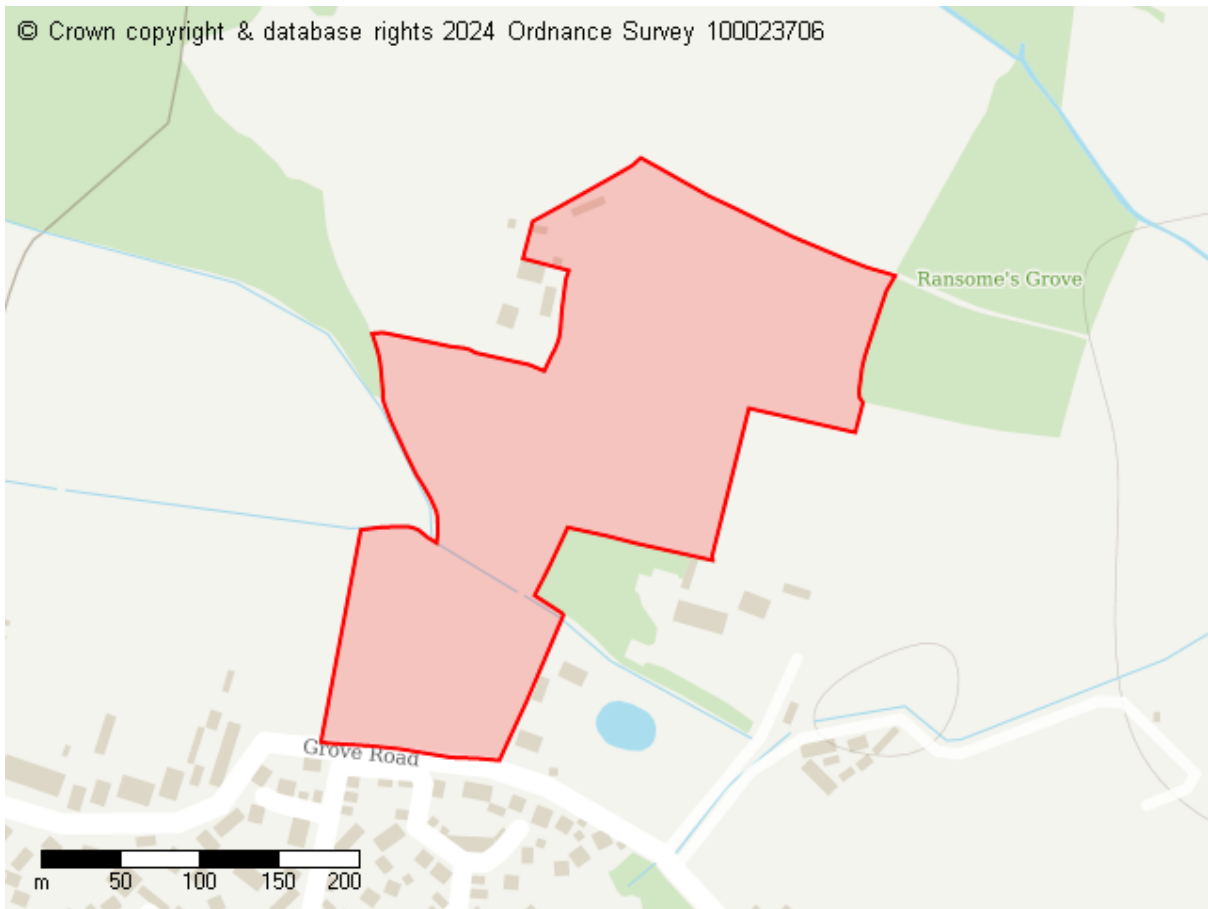 © Crown copyright & database rights 2024 Ordnance Survey 100023706
Ransome's Grove
Grove Road
m 50 100 150 200